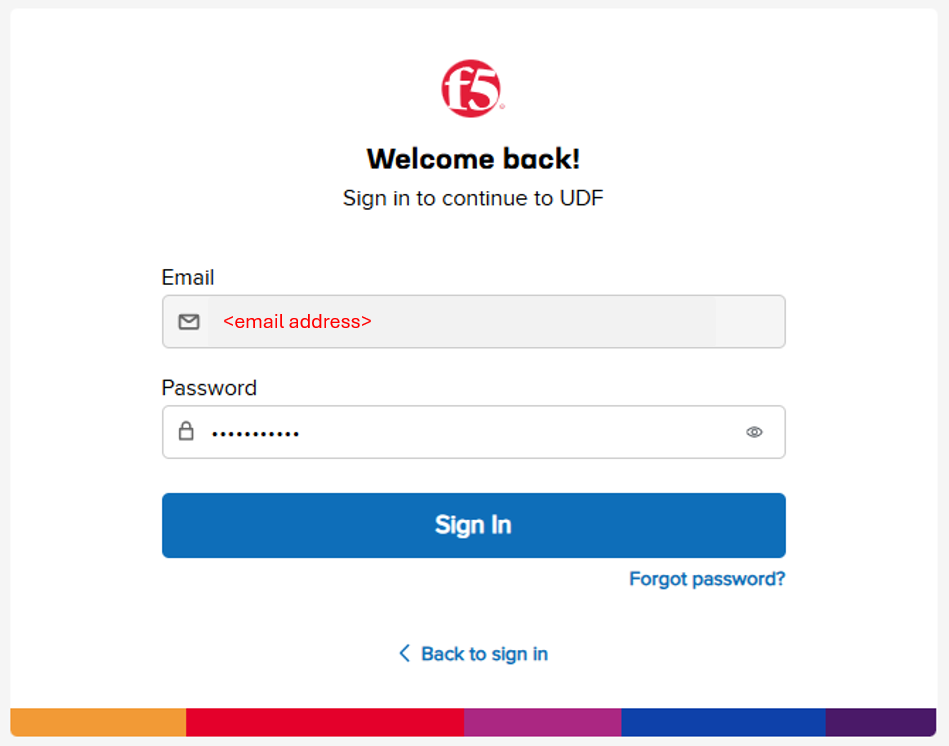 f5
Welcome back!
Sign in to continue to UDF
Email
<email address>
Password
•••••••••••
Sign In
Forgot password?
Back to sign in